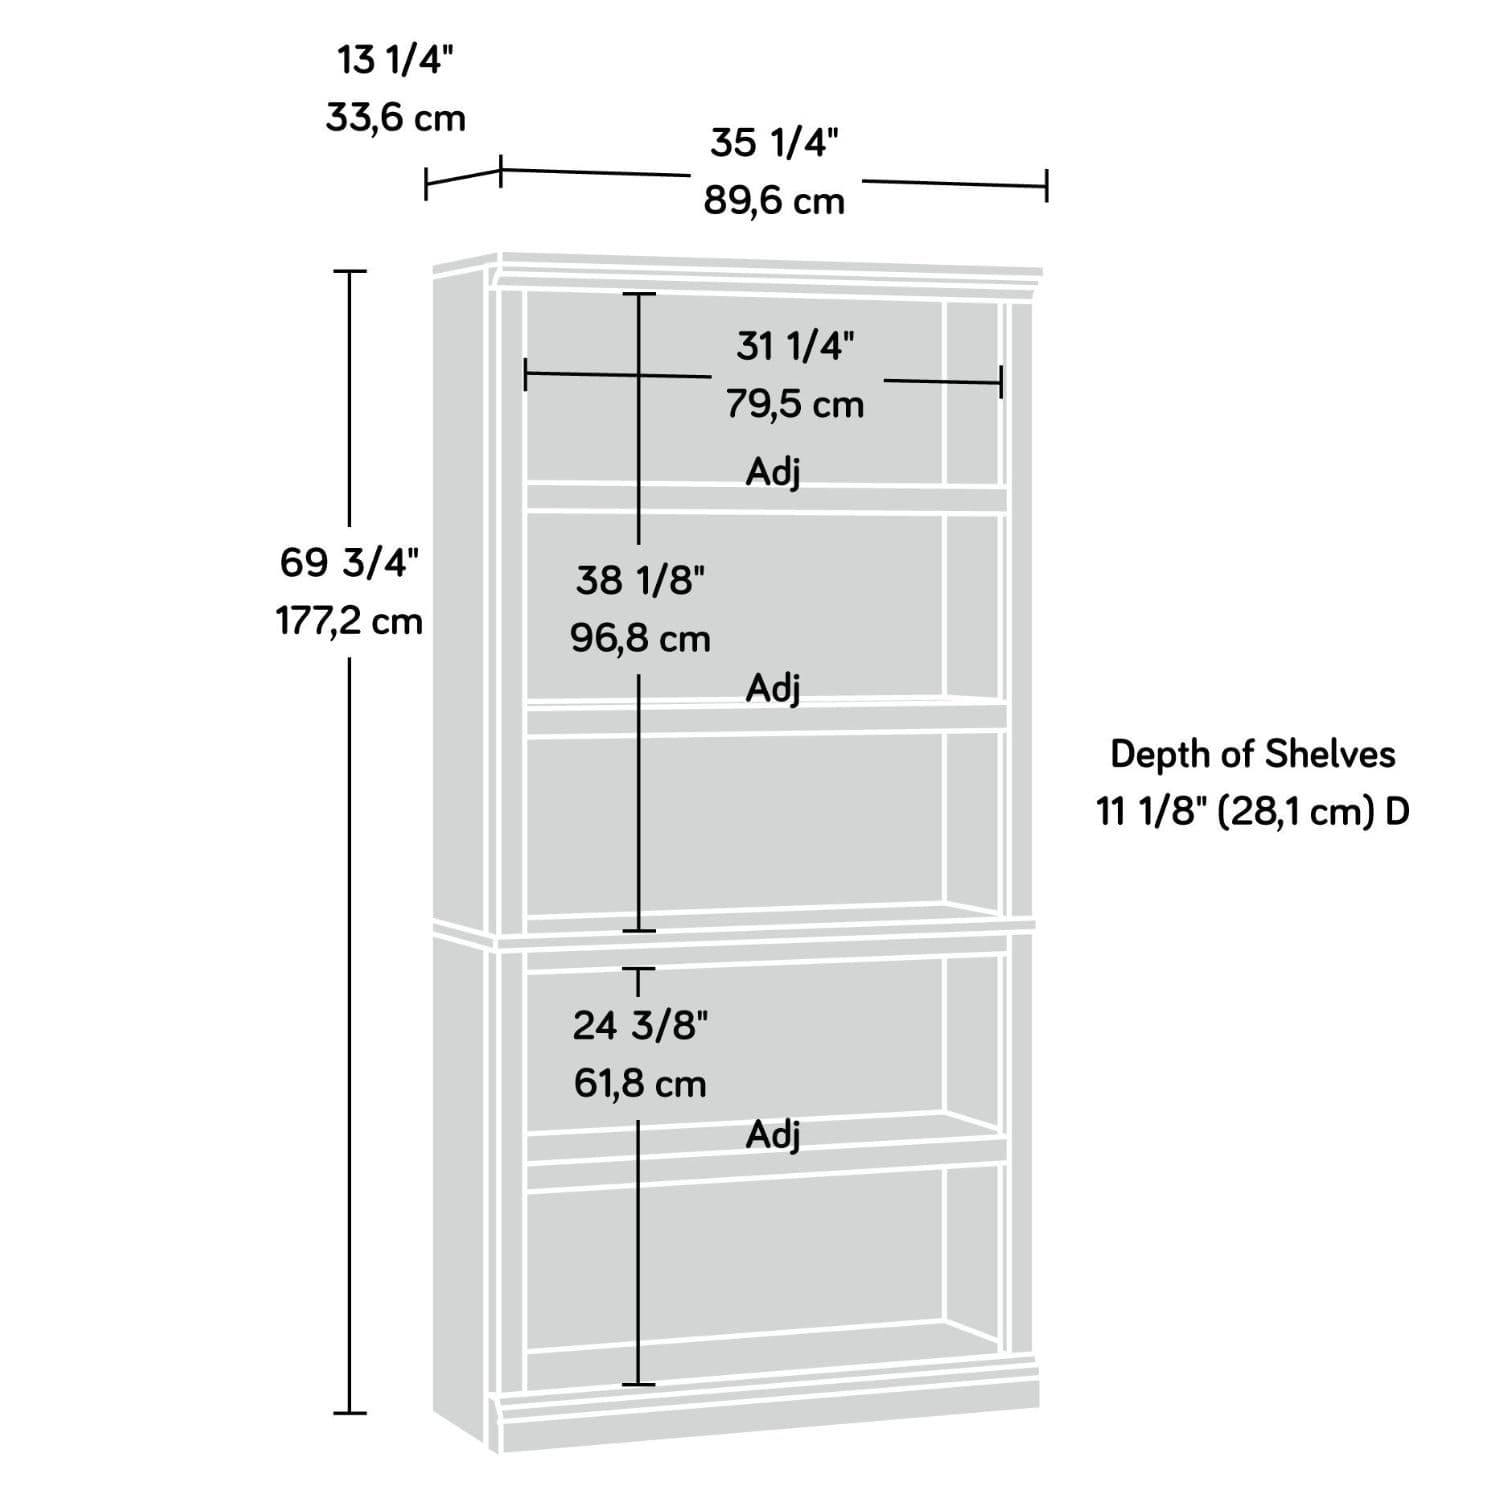 13 1/4"
33,6 cm
35 1/4"
89,6 cm
31 1/4"
79,5 cm
Adj
69 3/4"
177,2 cm
38 1/8"
96,8 cm
Adj
Depth of Shelves
11 1/8" (28,1 cm) D
24 3/8"
61,8 cm
Adj